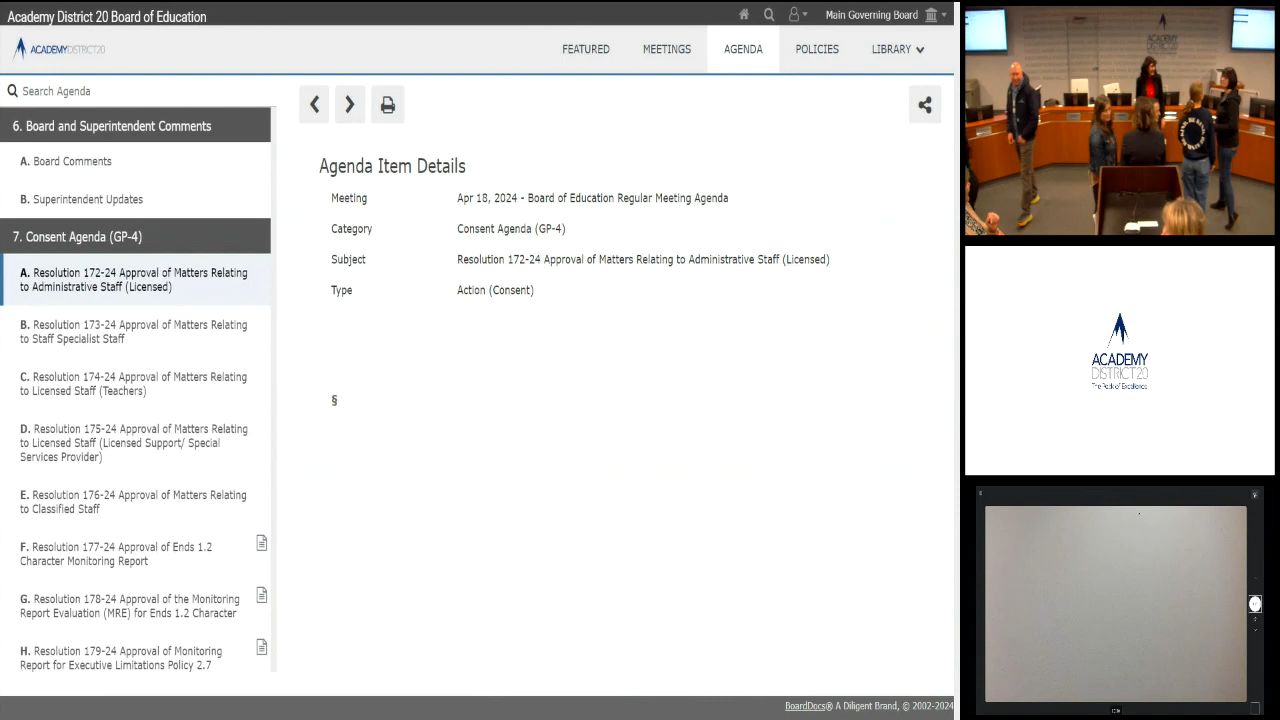 Academy District 20 Board of Education
Main Governing Board
ACADEMYDISTRICT20
FEATURED
MEETINGS
AGENDA
POLICIES
LIBRARY
Search Agenda
6. Board and Superintendent Comments
A. Board Comments
B. Superintendent Updates
7. Consent Agenda (GP-4)
A. Resolution 172-24 Approval of Matters Relating
to Administrative Staff (Licensed)
B. Resolution 173-24 Approval of Matters Relating
to Staff Specialist Staff
C. Resolution 174-24 Approval of Matters Relating
to Licensed Staff (Teachers)
D. Resolution 175-24 Approval of Matters Relating
to Licensed Staff (Licensed Support/ Special
Services Provider)
E. Resolution 176-24 Approval of Matters Relating
to Classified Staff
F. Resolution 177-24 Approval of Ends 1.2
Character Monitoring Report
G. Resolution 178-24 Approval of the Monitoring
Report Evaluation (MRE) for Ends 1.2 Character
H. Resolution 179-24 Approval of Monitoring
Report for Executive Limitations Policy 2.7
Agenda Item Details
Meeting Apr 18, 2024 - Board of Education Regular Meeting Agenda
Category Consent Agenda (GP-4)
Subject Resolution 172-24 Approval of Matters Relating to Administrative Staff (Licensed)
Type Action (Consent)
§
BoardDocs® A Diligent Brand, © 2002-2024
ACADEMY
DISTRICT20
ACADEMY
DISTRICT20
The Peak of Excellence